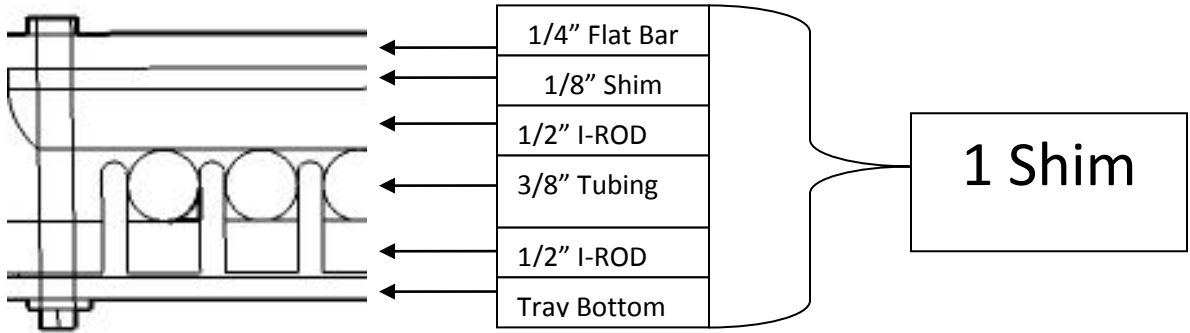 1/4” Flat Bar
1/8” Shim
1/2” I-ROD
3/8” Tubing
1/2” I-ROD
Tray Bottom
1 Shim